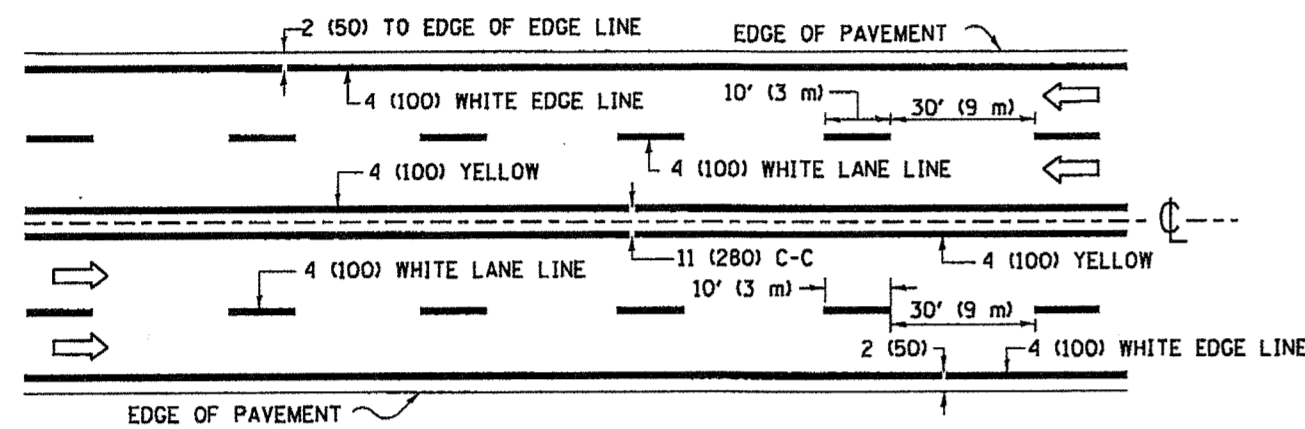 2 (50) TO EDGE OF EDGE LINE
EDGE OF PAVEMENT
4 (100) WHITE EDGE LINE
10' (3 m)
30' (9 m)
4 (100) YELLOW
4 (100) WHITE LANE LINE
CL
4 (100) WHITE LANE LINE
11 (280) C-C
4 (100) YELLOW
10' (3 m)
30' (9 m)
2 (50)
4 (100) WHITE EDGE LINE
EDGE OF PAVEMENT